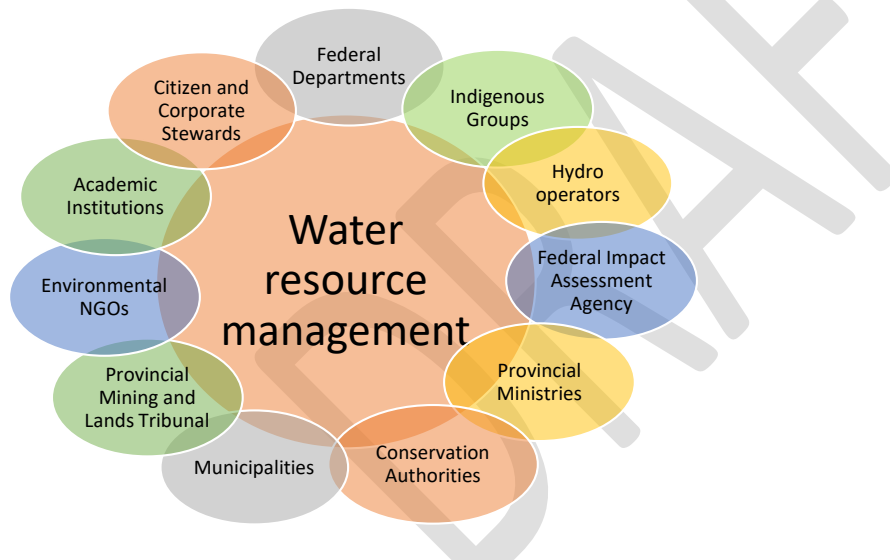 Federal
Departments
Indigenous
Groups
Hydro
operators
Federal Impact
Assessment
Agency
Provincial
Ministries
Conservation
Authorities
Municipalities
Provincial
Mining and
Lands Tribunal
Environmental
NGOs
Academic
Institutions
Citizen and
Corporate
Stewards
Water
resource
management
DRAF